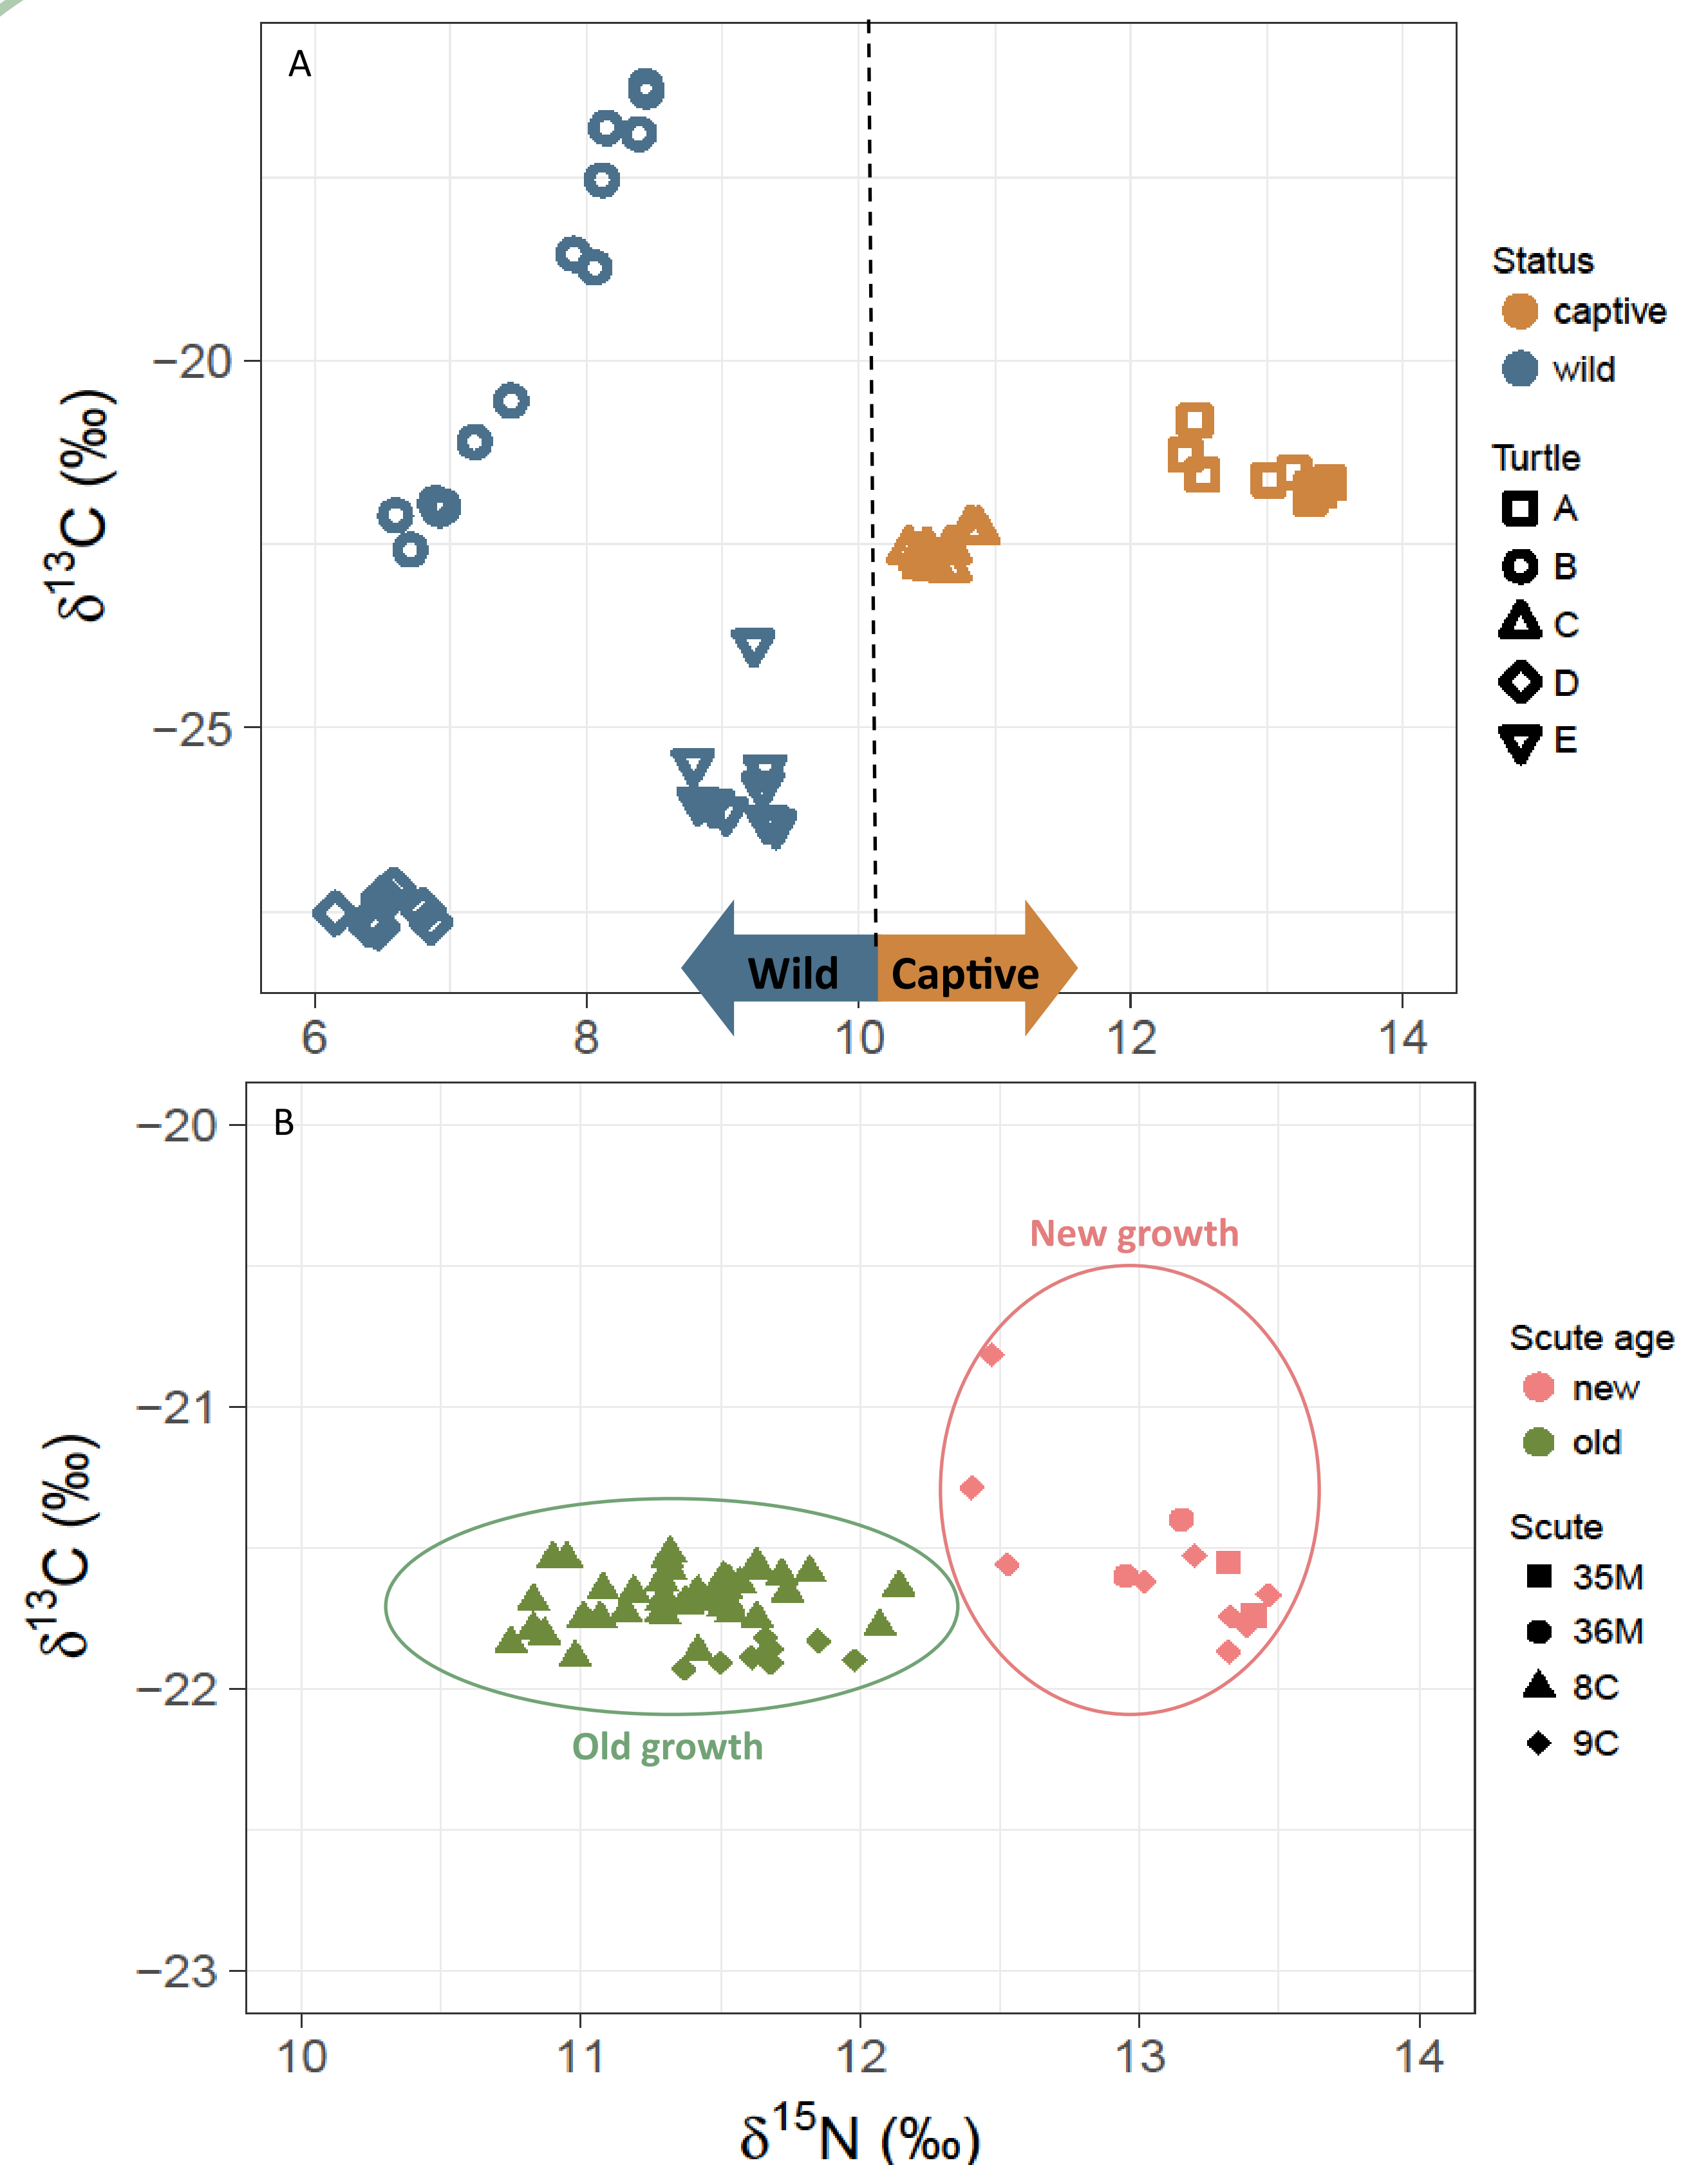 A
δ¹³C (‰)
−20
−25
6 8 10 12 14
Wild Captive
Status
captive
wild
Turtle
A
B
C
D
E
B
δ¹³C (‰)
−20
−21
−22
−23
New growth
Old growth
10 11 12 13 14
δ¹⁵N (‰)
Scute age
new
old
Scute
35M
36M
8C
9C